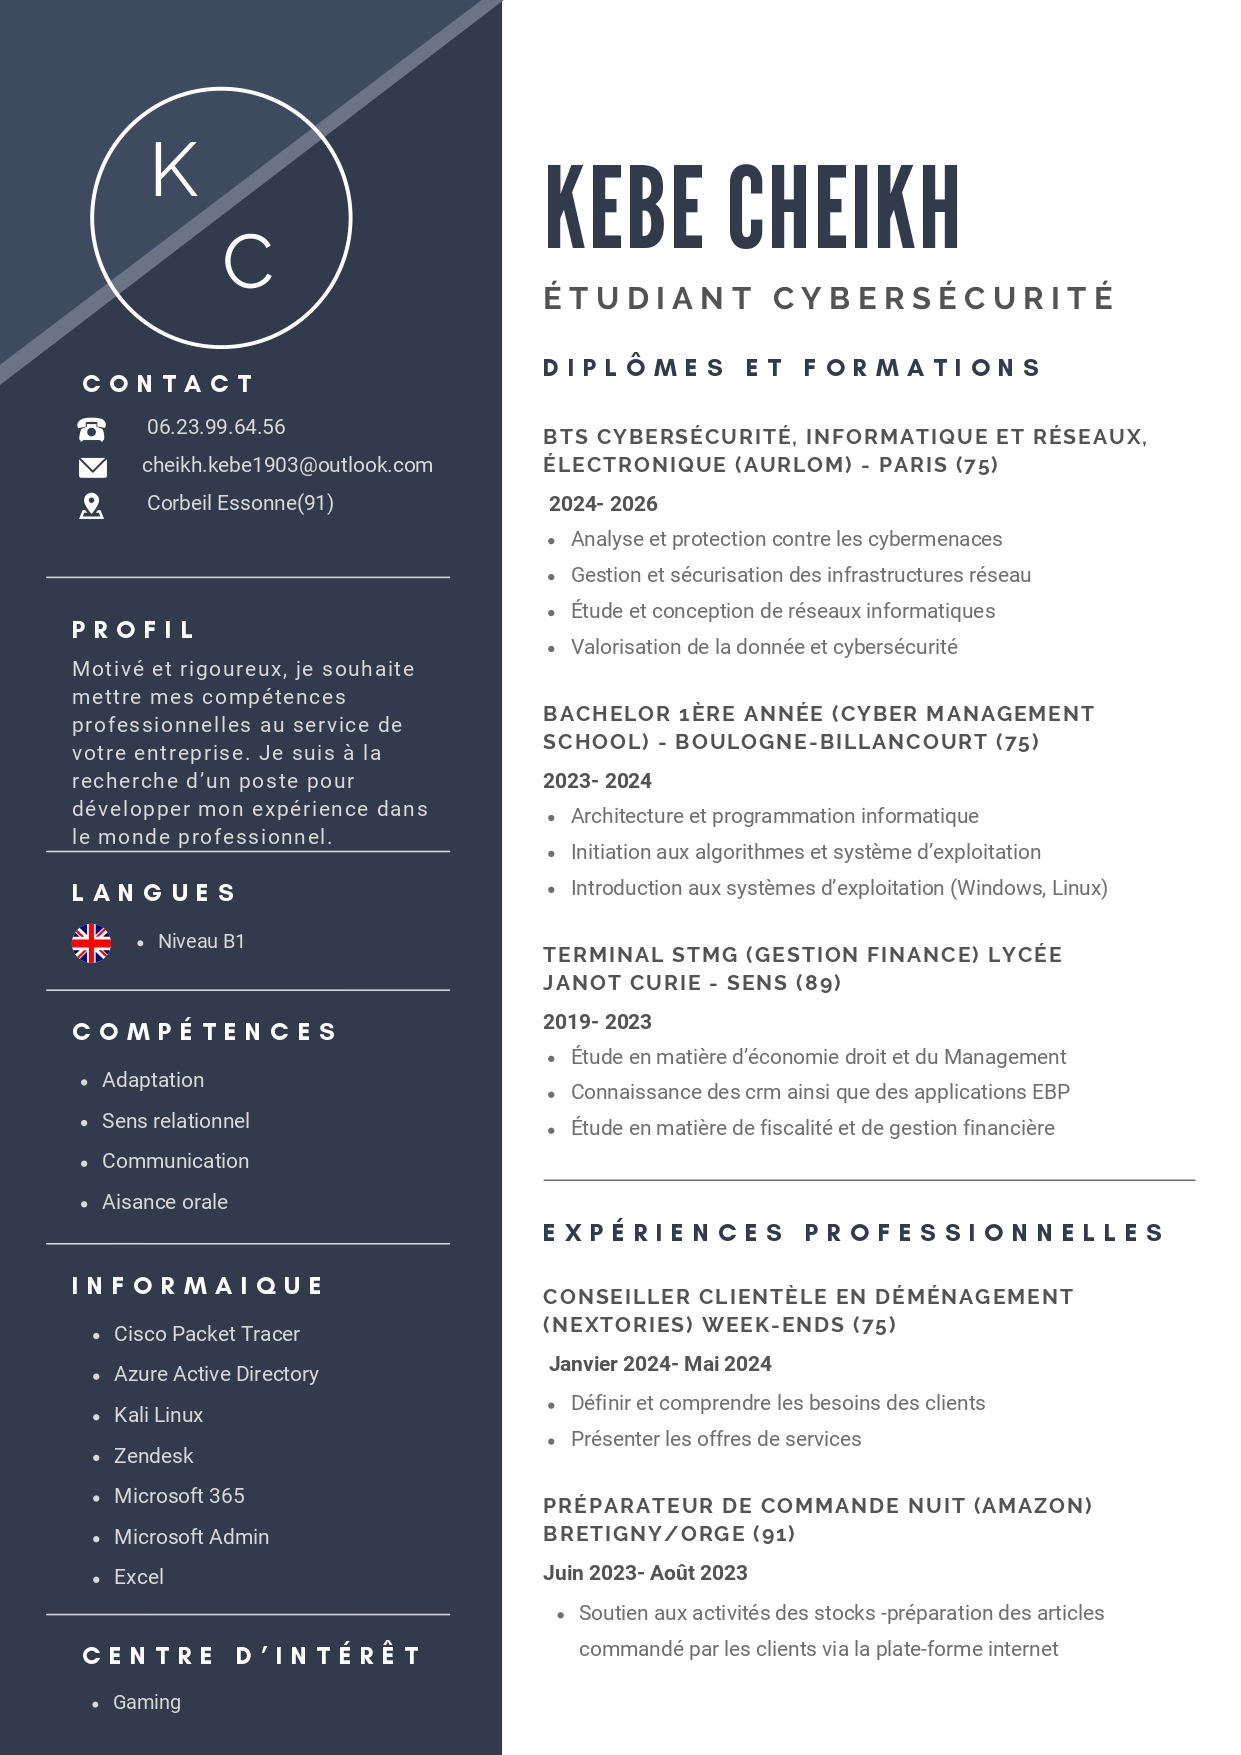 K
C
CONTACT
06.23.99.64.56
cheikh.kebe1903@outlook.com
Corbeil Essonne(91)
PROFIL
Motivé et rigoureux, je souhaite
mettre mes compétences
professionnelles au service de
votre entreprise. Je suis à la
recherche d’un poste pour
développer mon expérience dans
le monde professionnel.
LANGUES
• Niveau B1
COMPÉTENCES
• Adaptation
• Sens relationnel
• Communication
• Aisance orale
INFORMAIQUE
• Cisco Packet Tracer
• Azure Active Directory
• Kali Linux
• Zendesk
• Microsoft 365
• Microsoft Admin
• Excel
CENTRE D’INTÉRÊT
• Gaming
KEBE CHEIKH
ÉTUDIANT CYBERSÉCURITÉ
DIPLÔMES ET FORMATIONS
BTS CYBERSÉCURITÉ, INFORMATIQUE ET RÉSEAUX,
ÉLECTRONIQUE (AURLOM) - PARIS (75)
2024- 2026
• Analyse et protection contre les cybermenaces
• Gestion et sécurisation des infrastructures réseau
• Étude et conception de réseaux informatiques
• Valorisation de la donnée et cybersécurité
BACHELOR 1ÈRE ANNÉE (CYBER MANAGEMENT
SCHOOL) - BOULOGNE-BILLANCOURT (75)
2023- 2024
• Architecture et programmation informatique
• Initiation aux algorithmes et système d’exploitation
• Introduction aux systèmes d’exploitation (Windows, Linux)
TERMINAL STMG (GESTION FINANCE) LYCÉE
JANOT CURIE - SENS (89)
2019- 2023
• Étude en matière d’économie droit et du Management
• Connaissance des crm ainsi que des applications EBP
• Étude en matière de fiscalité et de gestion financière
EXPÉRIENCES PROFESSIONNELLES
CONSEILLER CLIENTÈLE EN DÉMÉNAGEMENT
(NEXTORIES) WEEK-ENDS (75)
Janvier 2024- Mai 2024
• Définir et comprendre les besoins des clients
• Présenter les offres de services
PRÉPARATEUR DE COMMANDE NUIT (AMAZON)
BRETIGNY/ORGE (91)
Juin 2023- Août 2023
• Soutien aux activités des stocks -préparation des articles
commandé par les clients via la plate-forme internet